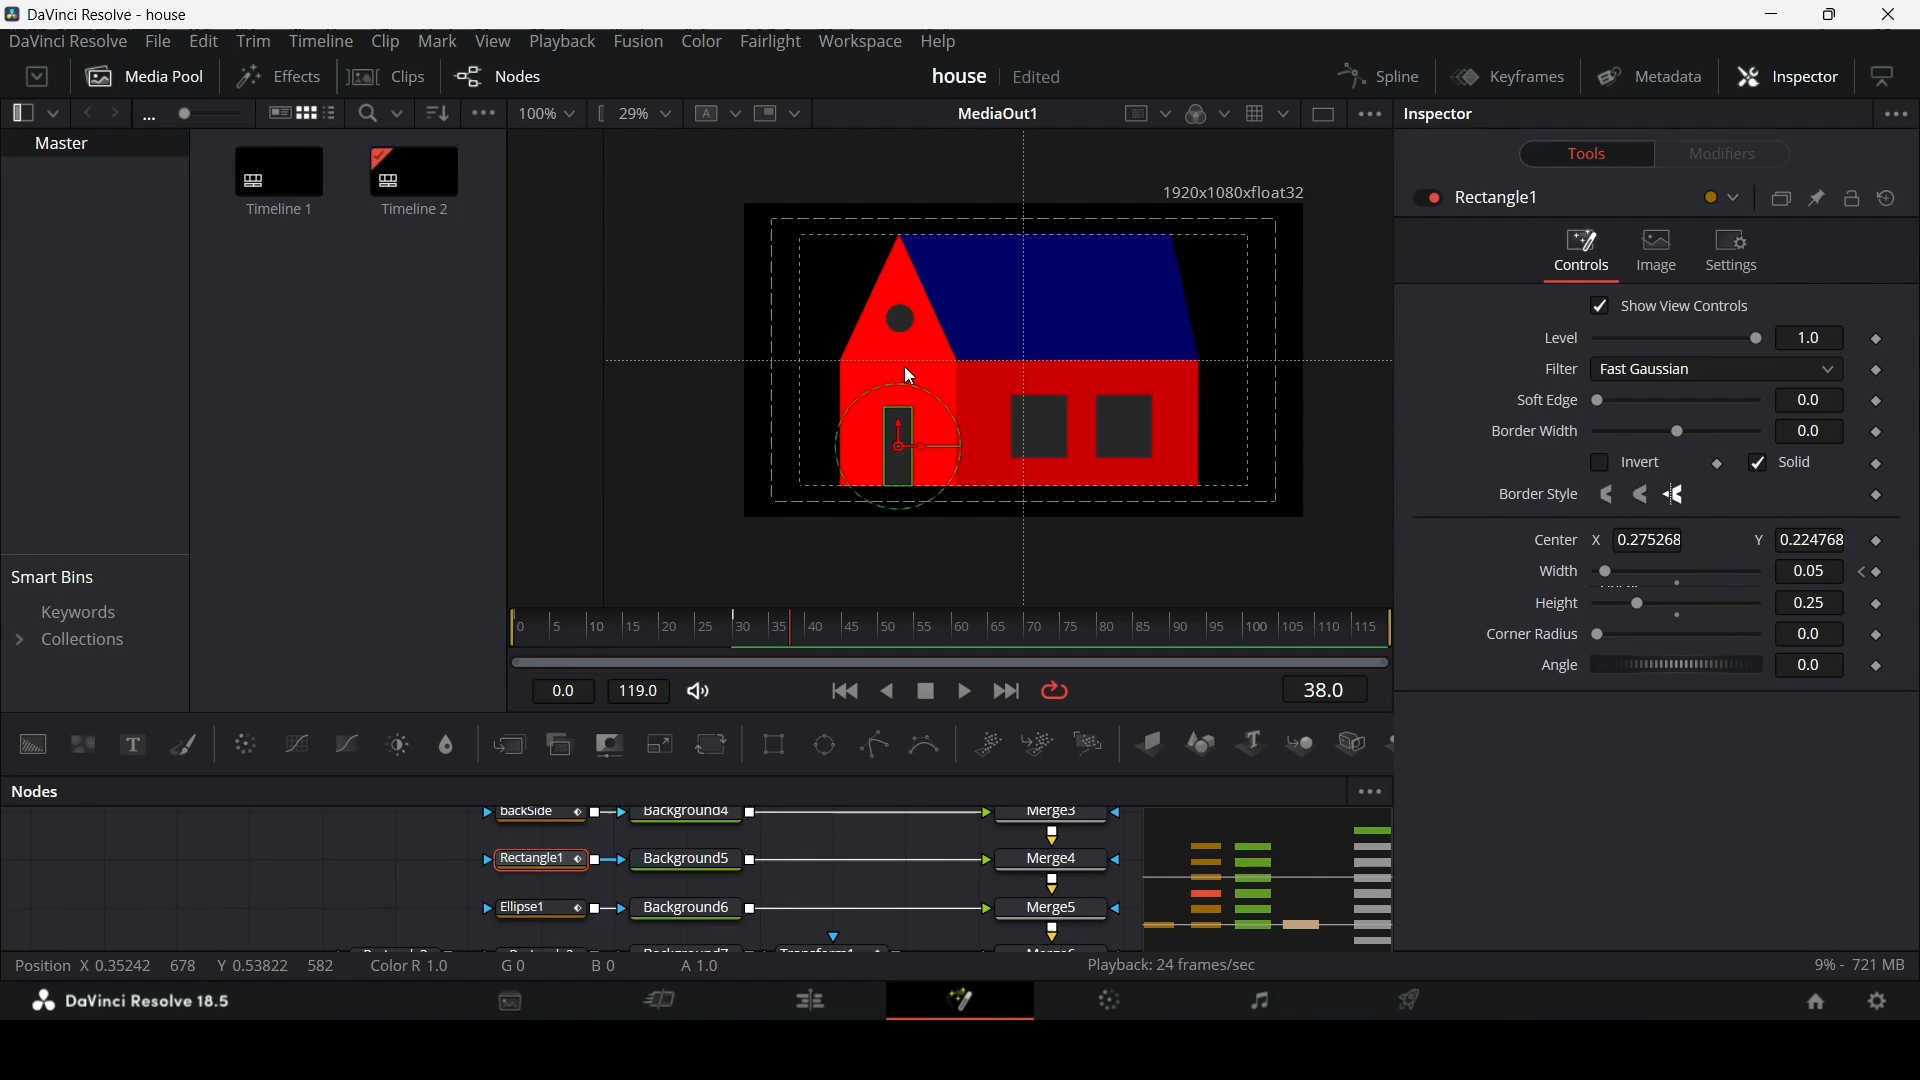 DaVinci Resolve - house
DaVinci Resolve File Edit Trim Timeline Clip Mark View Playback Fusion Color Fairlight Workspace Help
Media Pool Effects Clips Nodes house Edited Spline Keyframes Metadata Inspector
... 100% 29% A MediaOut1 Inspector
Master
Timeline 1 Timeline 2
1920x1080xfloat32
Tools Modifiers
Rectangle1
Controls Image Settings
Show View Controls
Level 1.0
Filter Fast Gaussian
Soft Edge 0.0
Border Width 0.0
Invert Solid
Border Style
Center X 0.275268 Y 0.224768
Width 0.05
Height 0.25
Corner Radius 0.0
Angle 0.0
Smart Bins
Keywords
Collections
0 5 10 15 20 25 30 35 40 45 50 55 60 65 70 75 80 85 90 95 100 105 110 115
0.0 119.0 38.0
T T
Nodes
backSide Background4 Merge3
Rectangle1 Background5 Merge4
Ellipse1 Background6 Merge5
Background7 Transform1 Merge6
Position X 0.35242 678 Y 0.53822 582 Color R 1.0 G 0 B 0 A 1.0 Playback: 24 frames/sec 9% - 721 MB
DaVinci Resolve 18.5